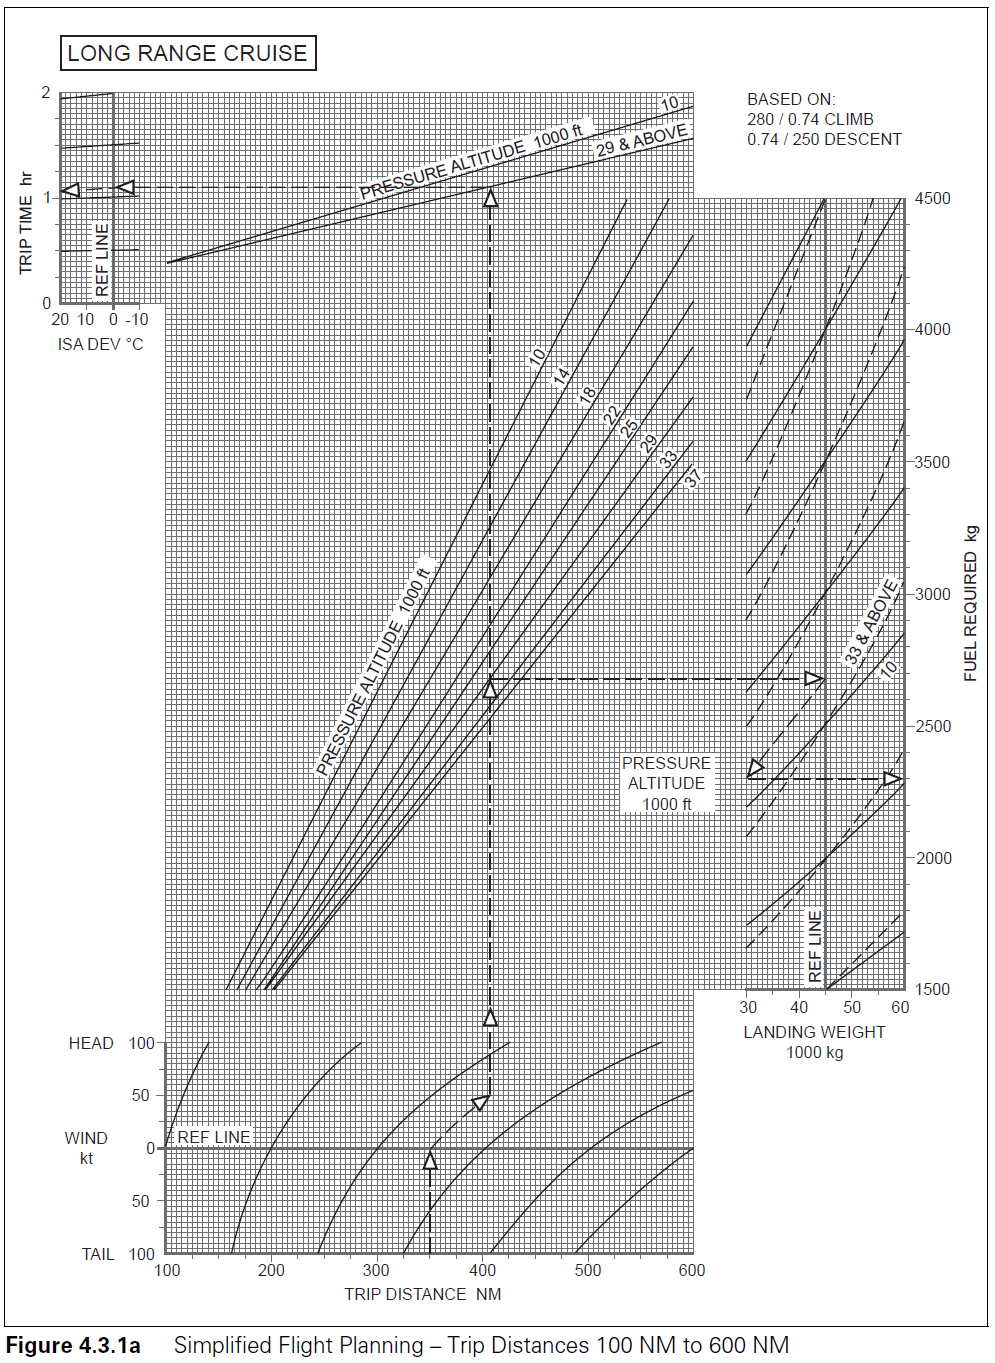 LONG RANGE CRUISE
BASED ON:
280 / 0.74 CLIMB
0.74 / 250 DESCENT
2
1
0
TRIP TIME hr
REF LINE
20 10 0 -10
ISA DEV °C
PRESSURE ALTITUDE 1000 ft
10
29 & ABOVE
4500
4000
3500
3000
2500
2000
1500
FUEL REQUIRED kg
PRESSURE ALTITUDE 1000 ft
10
14
18
22
25
29
33
37
33 & ABOVE
10
PRESSURE
ALTITUDE
1000 ft
REF LINE
30 40 50 60
LANDING WEIGHT
1000 kg
HEAD 100
50
WIND
kt
0
REF LINE
50
TAIL 100
100 200 300 400 500 600
TRIP DISTANCE NM
Figure 4.3.1a Simplified Flight Planning – Trip Distances 100 NM to 600 NM